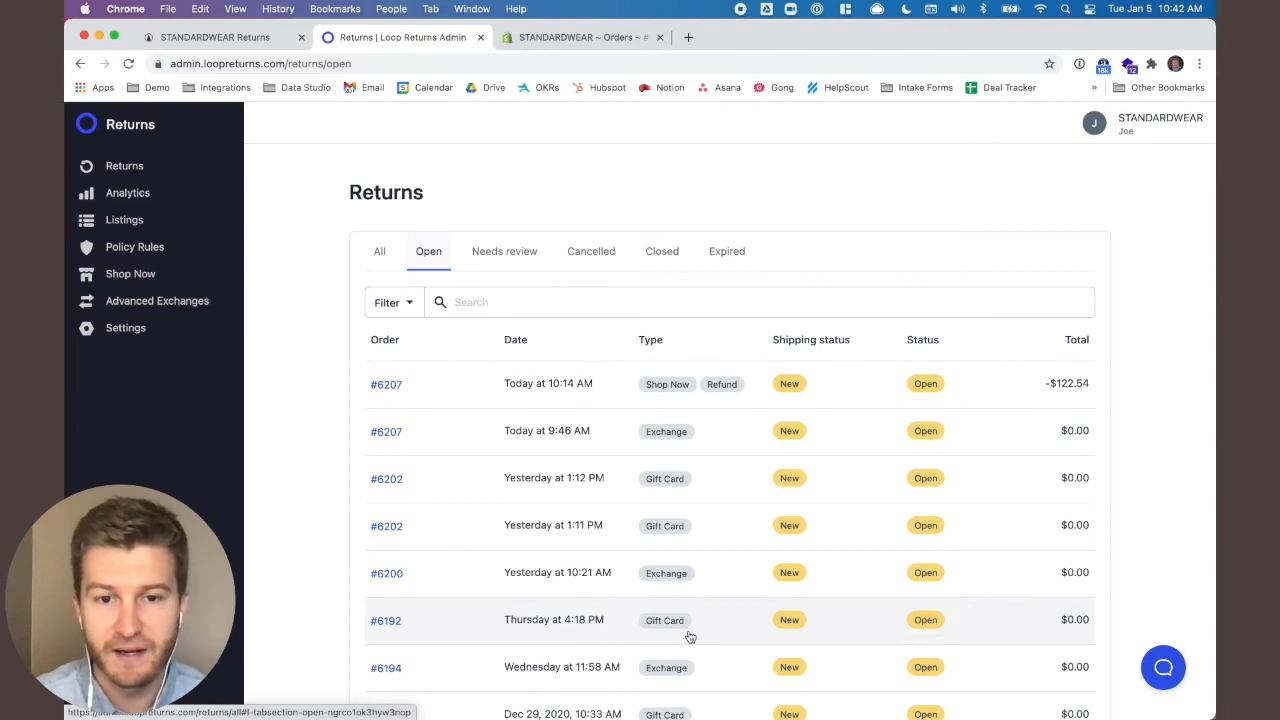 Chrome File Edit View History Bookmarks People Tab Window Help Tue Jan 5 10:42 AM
STANDARDWEAR Returns Returns | Loop Returns Admin STANDARDWEAR ~ Orders ~ #
admin.loopreturns.com/returns/open 18k 12
Apps Demo Integrations Data Studio Email Calendar Drive OKRs Hubspot Notion Asana Gong HelpScout Intake Forms Deal Tracker » Other Bookmarks
Returns
J STANDARDWEAR
Joe
Returns
Analytics
Listings
Policy Rules
Shop Now
Advanced Exchanges
Settings
Returns
All Open Needs review Cancelled Closed Expired
Filter Search
Order Date Type Shipping status Status Total
#6207 Today at 10:14 AM Shop Now Refund New Open -$122.54
#6207 Today at 9:46 AM Exchange New Open $0.00
#6202 Yesterday at 1:12 PM Gift Card New Open $0.00
#6202 Yesterday at 1:11 PM Gift Card New Open $0.00
#6200 Yesterday at 10:21 AM Exchange New Open $0.00
#6192 Thursday at 4:18 PM Gift Card New Open $0.00
#6194 Wednesday at 11:58 AM Exchange New Open $0.00
Dec 29, 2020, 10:33 AM Gift Card New Open $0.00